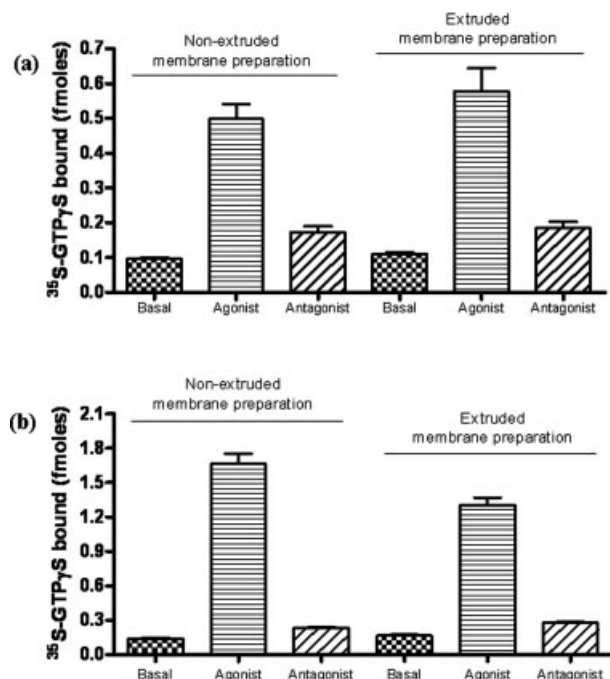 (a)
Non-extruded
membrane preparation
Extruded
membrane preparation
35S-GTPγS bound (fmoles)
0.7
0.6
0.5
0.4
0.3
0.2
0.1
0.0
Basal Agonist Antagonist Basal Agonist Antagonist
(b)
Non-extruded
membrane preparation
Extruded
membrane preparation
35S-GTPγS bound (fmoles)
2.1
1.8
1.5
1.2
0.9
0.6
0.3
0.0
Basal Agonist Antagonist Basal Agonist Antagonist